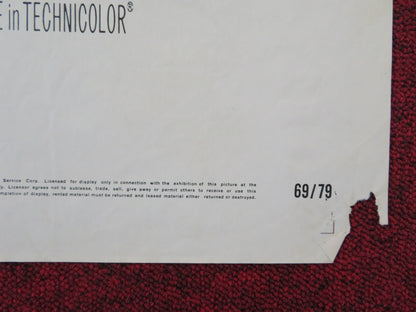 E in TECHNICOLOR®
Service Corp. Licensed for display only in connection with the exhibition of this picture at the
y. Licensee agrees not to sublease, trade, sell, give away or permit others to receive or use this
ompletion of display, rented material must be returned and leased material either returned or destroyed.
69/79